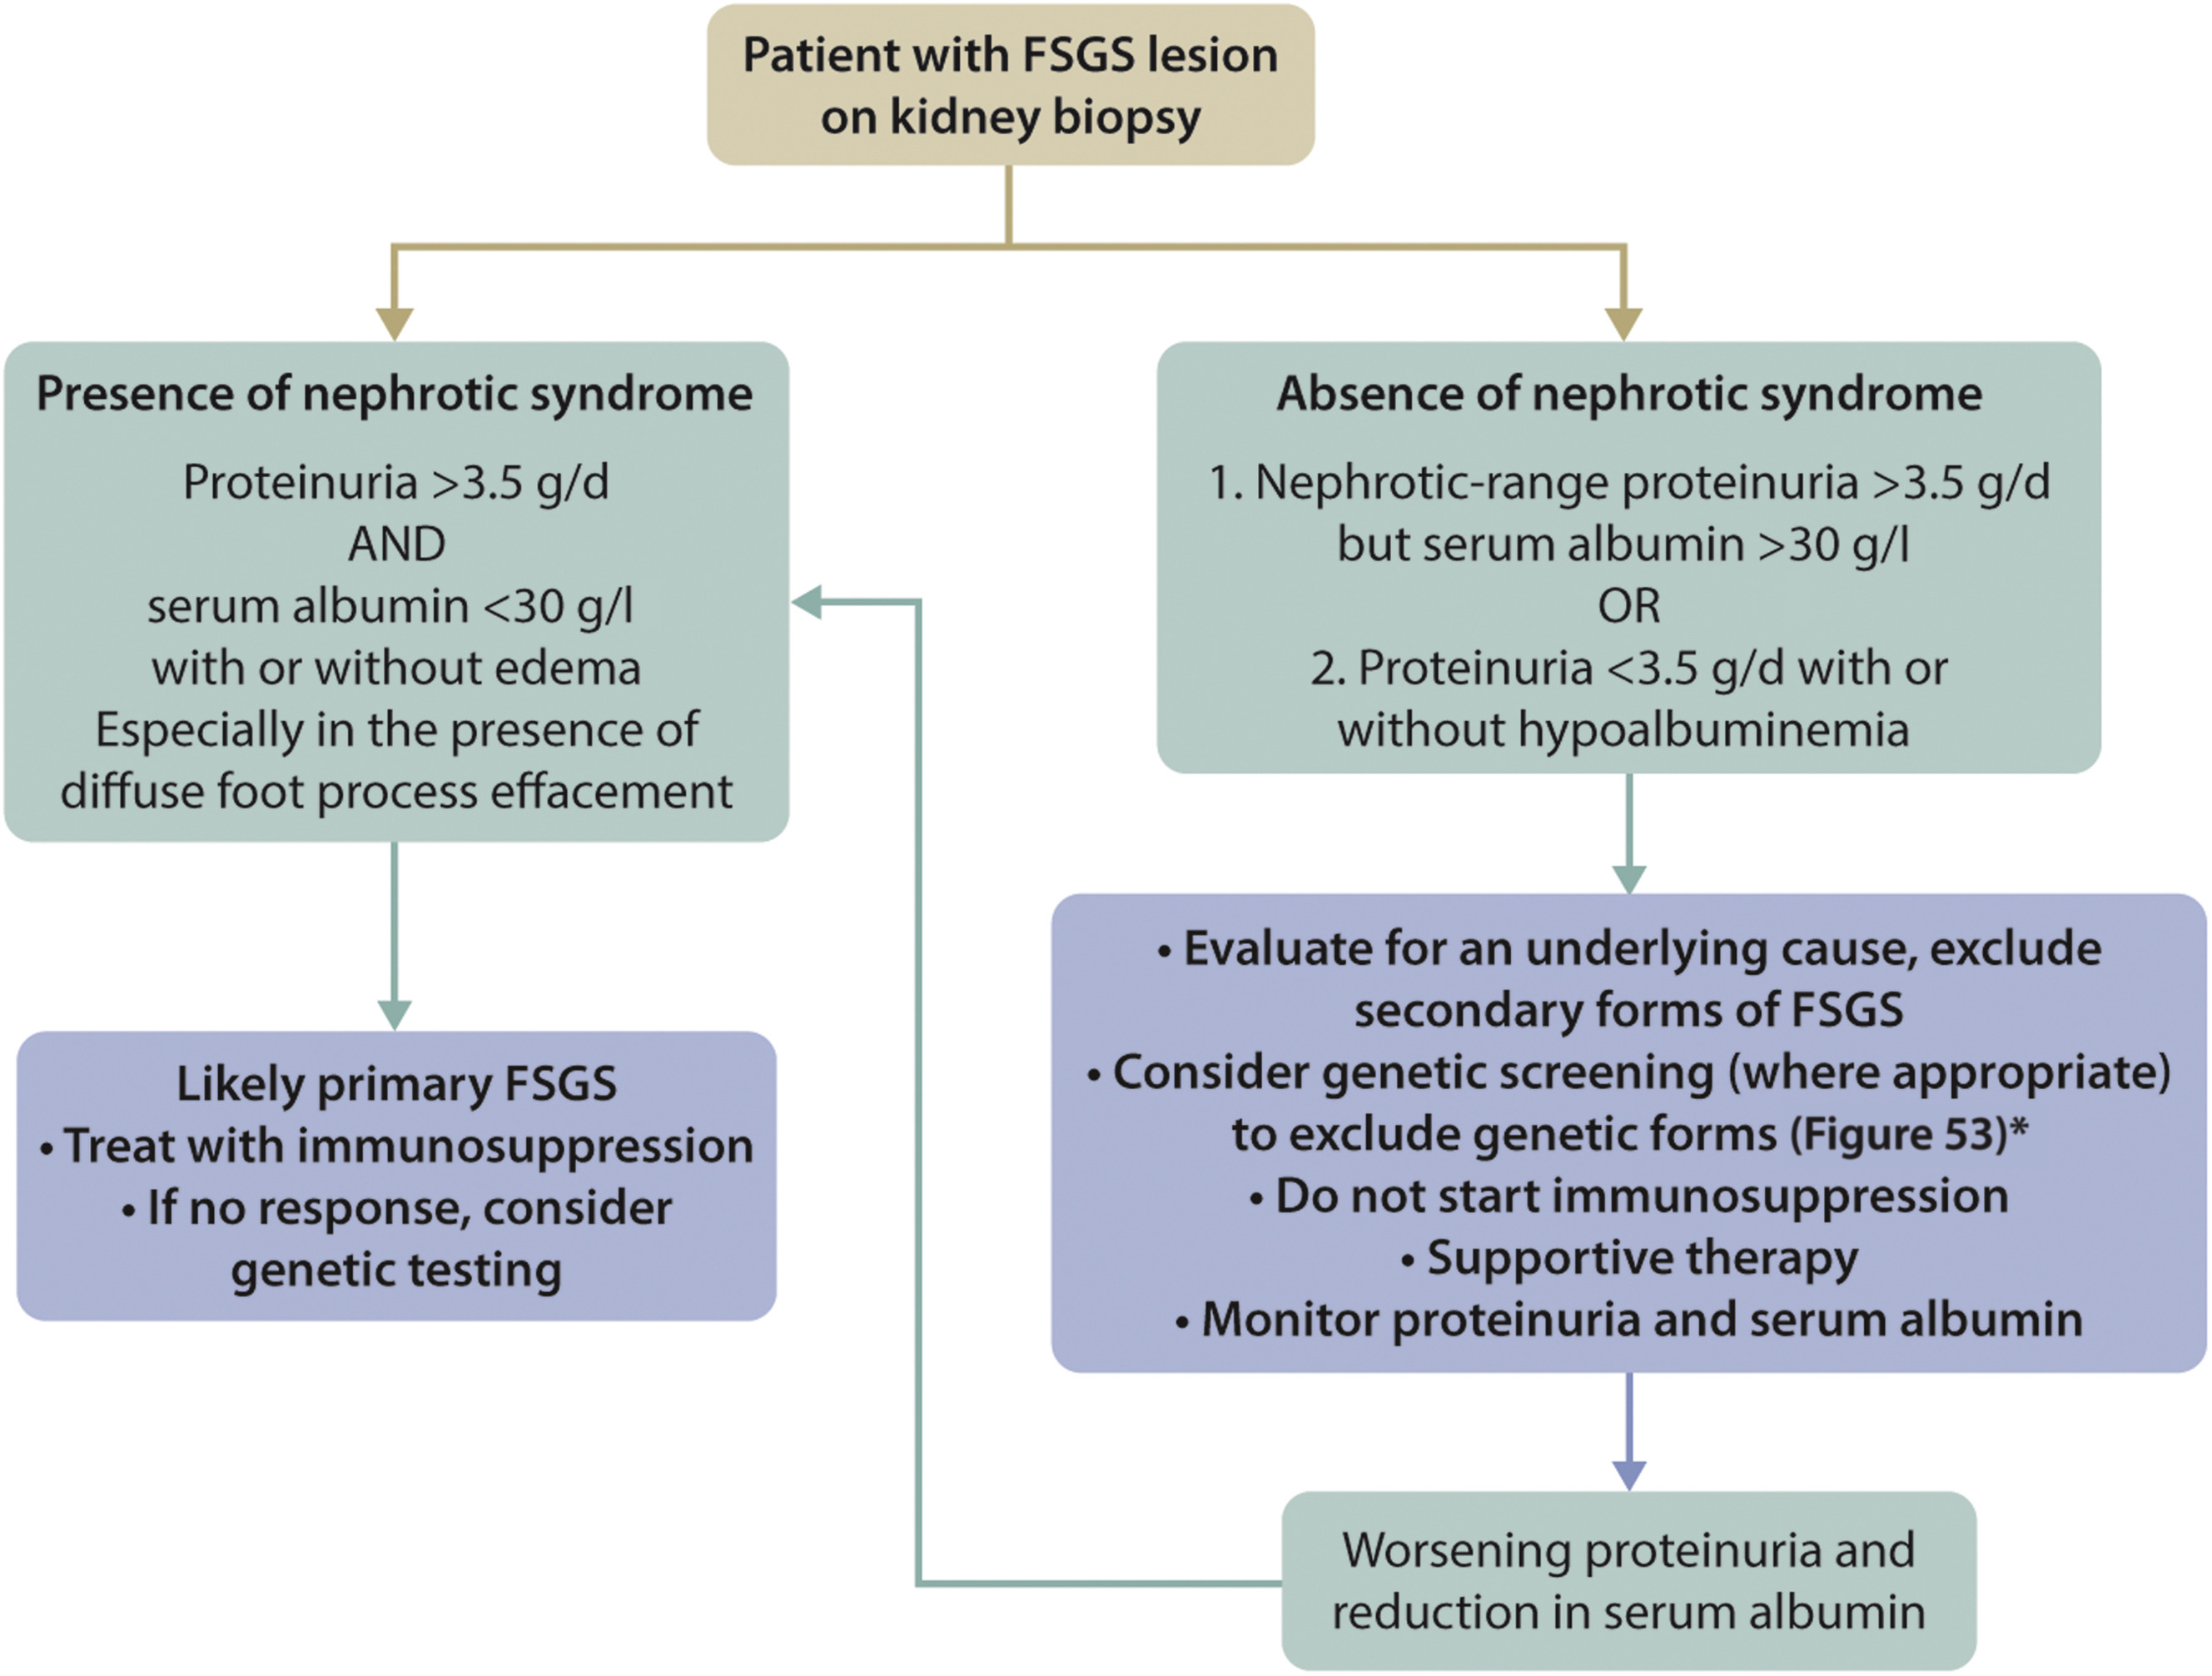 Patient with FSGS lesion
on kidney biopsy
Presence of nephrotic syndrome
Proteinuria >3.5 g/d
AND
serum albumin <30 g/l
with or without edema
Especially in the presence of
diffuse foot process effacement
Likely primary FSGS
• Treat with immunosuppression
• If no response, consider
genetic testing
Absence of nephrotic syndrome
1. Nephrotic-range proteinuria >3.5 g/d
but serum albumin >30 g/l
OR
2. Proteinuria <3.5 g/d with or
without hypoalbuminemia
• Evaluate for an underlying cause, exclude
secondary forms of FSGS
• Consider genetic screening (where appropriate)
to exclude genetic forms (Figure 53)*
• Do not start immunosuppression
• Supportive therapy
• Monitor proteinuria and serum albumin
Worsening proteinuria and
reduction in serum albumin